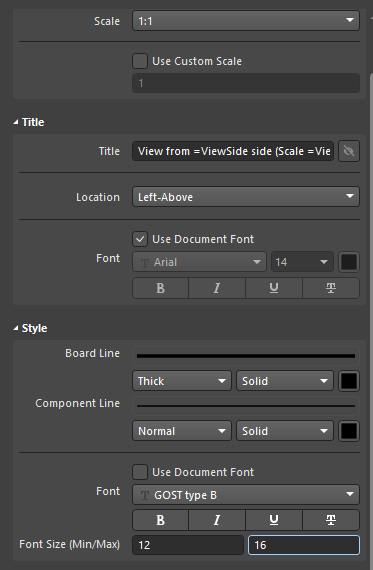 Scale 1:1
Use Custom Scale
1
Title
Title View from =ViewSide side (Scale =Vie
Location Left-Above
Use Document Font
Font T Arial 14
B I U T
Style
Board Line
Thick Solid
Component Line
Normal Solid
Use Document Font
Font T GOST type B
B I U T
Font Size (Min/Max) 12 16